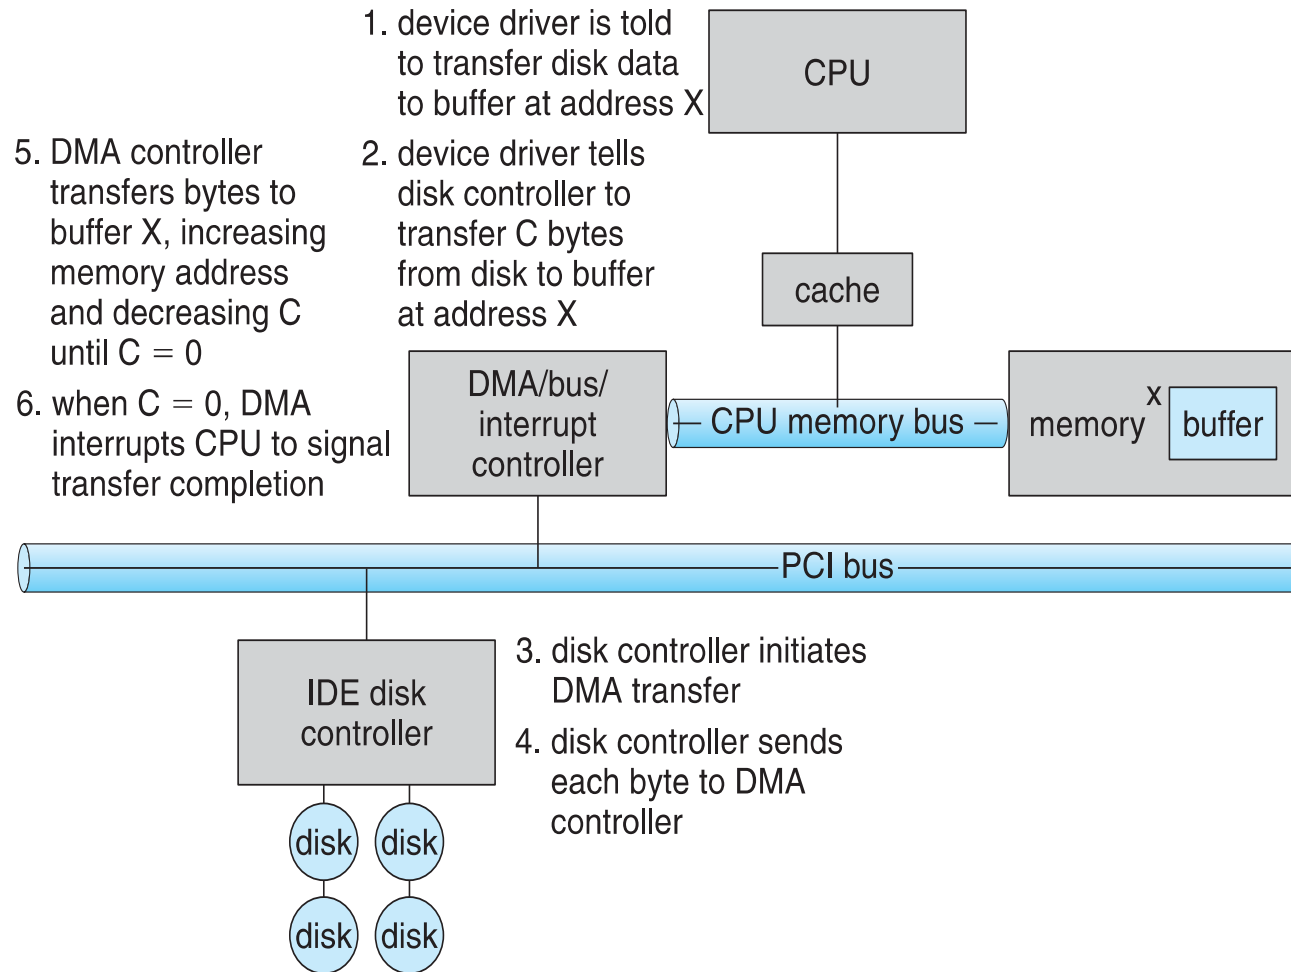 1. device driver is told
to transfer disk data
to buffer at address X
CPU
5. DMA controller
transfers bytes to
buffer X, increasing
memory address
and decreasing C
until C = 0
2. device driver tells
disk controller to
transfer C bytes
from disk to buffer
at address X
cache
6. when C = 0, DMA
interrupts CPU to signal
transfer completion
DMA/bus/
interrupt
controller
CPU memory bus
memory
x
buffer
PCI bus
IDE disk
controller
3. disk controller initiates
DMA transfer
4. disk controller sends
each byte to DMA
controller
disk
disk
disk
disk